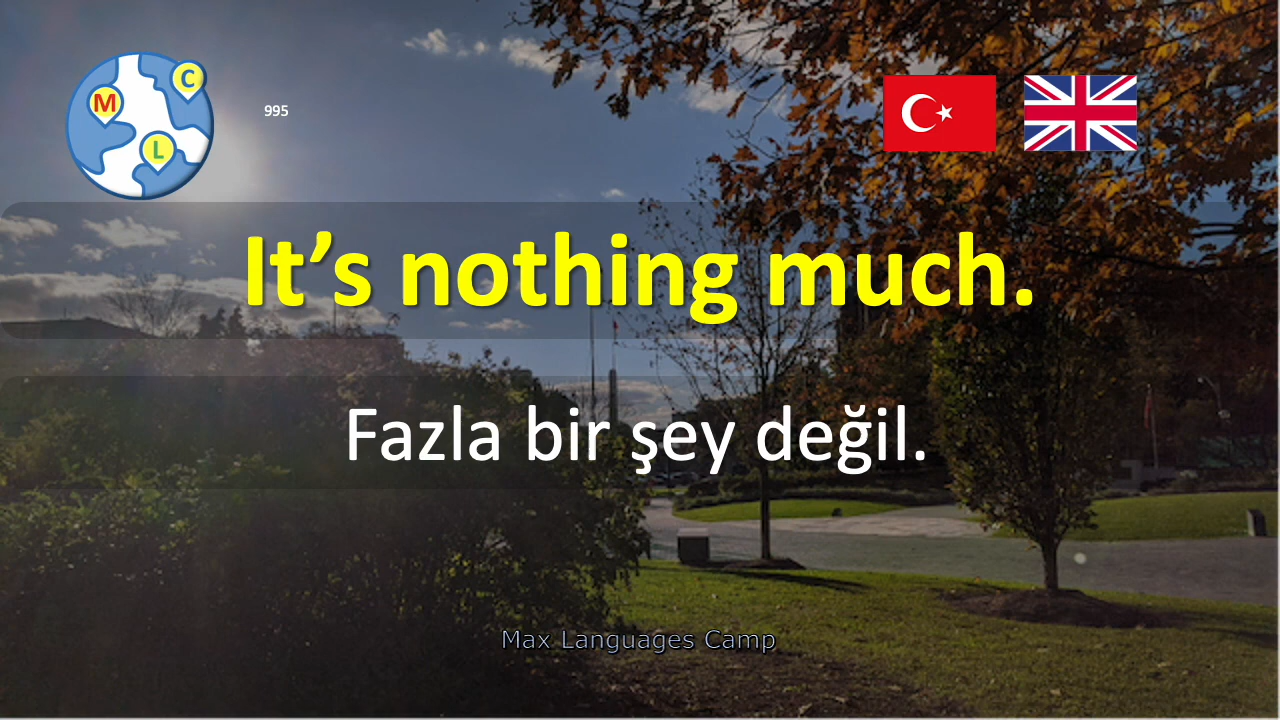 M
C
L
995
It’s nothing much.
Fazla bir şey değil.
Max Languages Camp